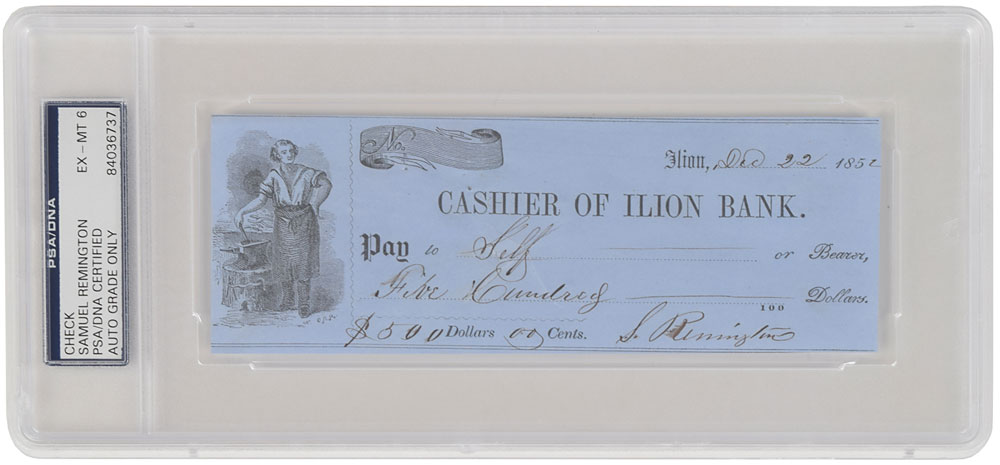 PSA/DNA
CHECK
SAMUEL REMINGTON
PSA/DNA CERTIFIED
AUTO GRADE ONLY
EX – MT 6
84036737
No.
Ilion, Dec 22 1852
CASHIER OF ILION BANK.
Pay to Self or Bearer,
Five Hundred 100 Dollars.
$500 Dollars 00 Cents. S. Remington